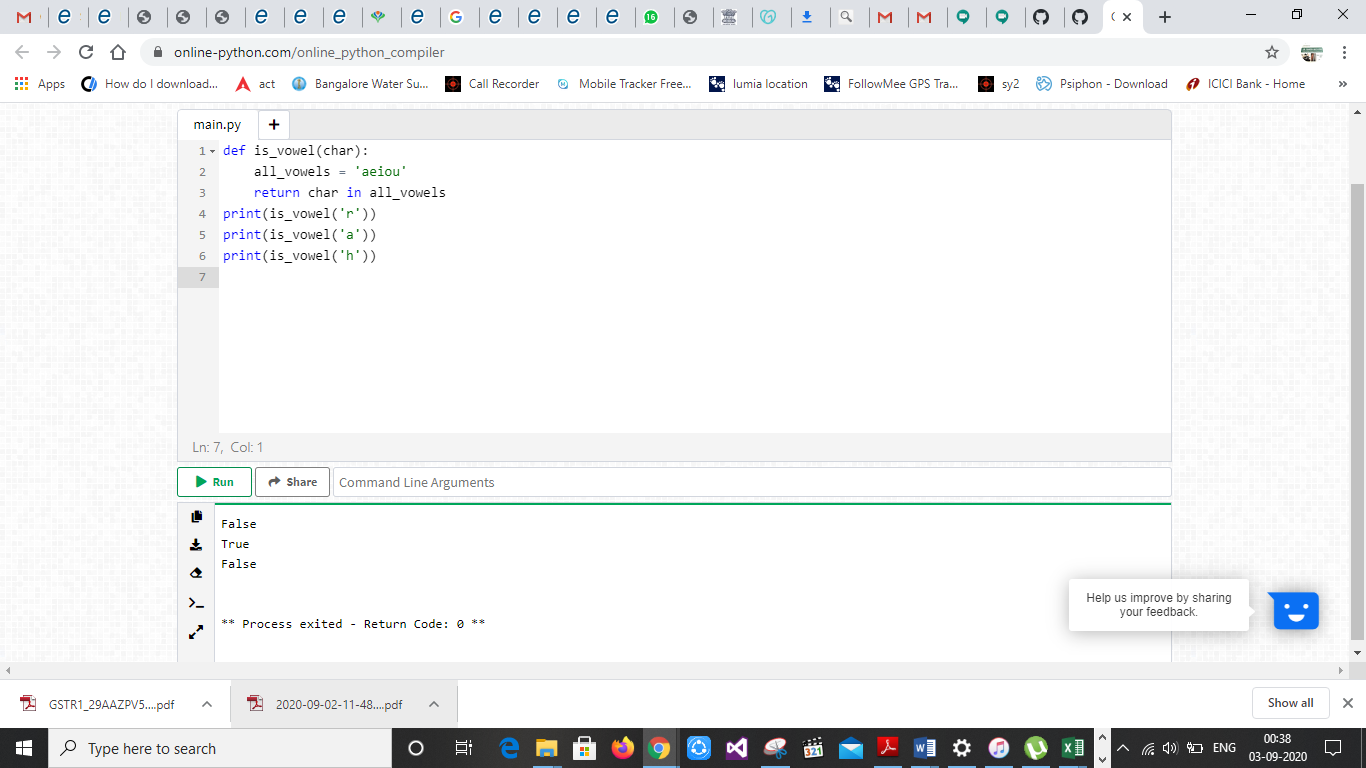 16
online-python.com/online_python_compiler
Apps
How do I download...
act
Bangalore Water Su...
Call Recorder
Mobile Tracker Free...
lumia location
FollowMee GPS Tra...
sy2
Psiphon - Download
ICICI Bank - Home
»
main.py
+
1 def is_vowel(char):
2     all_vowels = 'aeiou'
3     return char in all_vowels
4 print(is_vowel('r'))
5 print(is_vowel('a'))
6 print(is_vowel('h'))
7
Ln: 7, Col: 1
Run
Share
Command Line Arguments
False
True
False
** Process exited - Return Code: 0 **
Help us improve by sharing
your feedback.
GSTR1_29AAZPV5....pdf
2020-09-02-11-48....pdf
Show all
Type here to search
321
ENG
00:38
03-09-2020